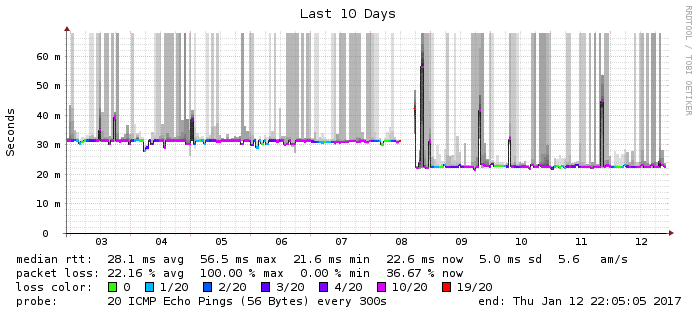 Last 10 Days
RRDTOOL / TOBI OETIKER
Seconds
60 m
50 m
40 m
30 m
20 m
10 m
0
03 04 05 06 07 08 09 10 11 12
median rtt: 28.1 ms avg 56.5 ms max 21.6 ms min 22.6 ms now 5.0 ms sd 5.6 am/s
packet loss: 22.16 % avg 100.00 % max 0.00 % min 36.67 % now
loss color: 0 1/20 2/20 3/20 4/20 10/20 19/20
probe: 20 ICMP Echo Pings (56 Bytes) every 300s end: Thu Jan 12 22:05:05 2017